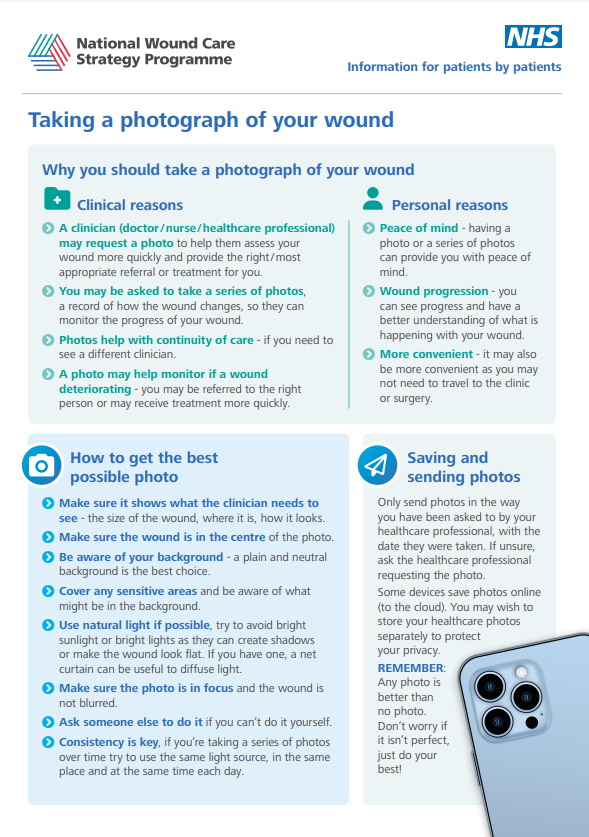 National Wound Care
Strategy Programme
NHS
Information for patients by patients
Taking a photograph of your wound
Why you should take a photograph of your wound
Clinical reasons
A clinician (doctor/nurse/healthcare professional)
may request a photo to help them assess your
wound more quickly and provide the right/most
appropriate referral or treatment for you.
You may be asked to take a series of photos,
a record of how the wound changes, so they can
monitor the progress of your wound.
Photos help with continuity of care - if you need to
see a different clinician.
A photo may help monitor if a wound
deteriorating - you may be referred to the right
person or may receive treatment more quickly.
Personal reasons
Peace of mind - having a
photo or a series of photos
can provide you with peace of
mind.
Wound progression - you
can see progress and have a
better understanding of what is
happening with your wound.
More convenient - it may also
be more convenient as you may
not need to travel to the clinic
or surgery.
How to get the best
possible photo
Make sure it shows what the clinician needs to
see - the size of the wound, where it is, how it looks.
Make sure the wound is in the centre of the photo.
Be aware of your background - a plain and neutral
background is the best choice.
Cover any sensitive areas and be aware of what
might be in the background.
Use natural light if possible, try to avoid bright
sunlight or bright lights as they can create shadows
or make the wound look flat. If you have one, a net
curtain can be useful to diffuse light.
Make sure the photo is in focus and the wound is
not blurred.
Ask someone else to do it if you can't do it yourself.
Consistency is key, if you're taking a series of photos
over time try to use the same light source, in the same
place and at the same time each day.
Saving and
sending photos
Only send photos in the way
you have been asked to by your
healthcare professional, with the
date they were taken. If unsure,
ask the healthcare professional
requesting the photo.
Some devices save photos online
(to the cloud). You may wish to
store your healthcare photos
separately to protect
your privacy.
REMEMBER:
Any photo is
better than
no photo.
Don't worry if
it isn't perfect,
just do your
best!